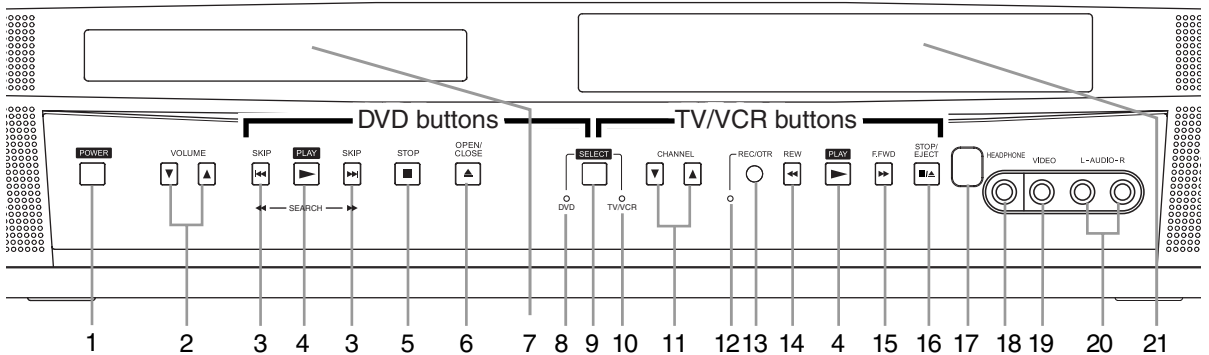 DVD buttons TV/VCR buttons
POWER VOLUME SKIP PLAY SKIP STOP OPEN/
CLOSE SELECT CHANNEL REC/OTR REW PLAY F.FWD STOP/
EJECT HEADPHONE VIDEO L-AUDIO-R
SEARCH DVD TV/VCR
1 2 3 4 3 5 6 7 8 9 10 11 12 13 14 4 15 16 17 18 19 20 21